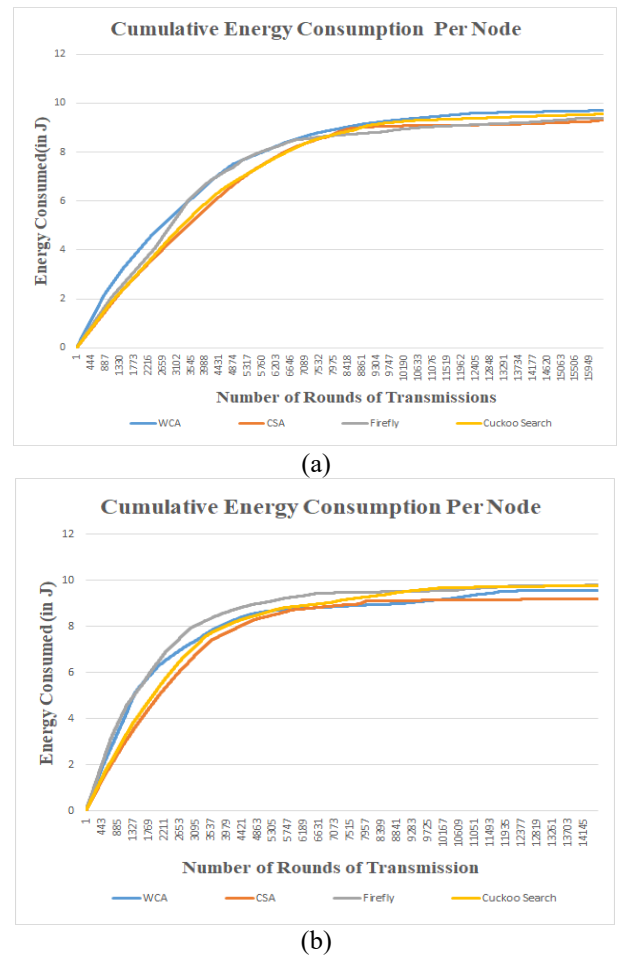 Cumulative Energy Consumption Per Node
12
10
8
6
4
2
0
Energy Consumed(in J)
1 444 887 1330 1773 2216 2659 3102 3545 3988 4431 4874 5317 5760 6203 6646 7089 7532 7975 8418 8861 9304 9747 10190 10633 11076 11519 11962 12405 12848 13291 13734 14177 14620 15063 15506 15949
Number of Rounds of Transmissions
WCA CSA Firefly Cuckoo Search
(a)
Cumulative Energy Consumption Per Node
12
10
8
6
4
2
0
Energy Consumed (in J)
1 443 885 1327 1769 2211 2653 3095 3537 3979 4421 4863 5305 5747 6189 6631 7073 7515 7957 8399 8841 9283 9725 10167 10609 11051 11493 11935 12377 12819 13261 13703 14145
Number of Rounds of Transmission
WCA CSA Firefly Cuckoo Search
(b)